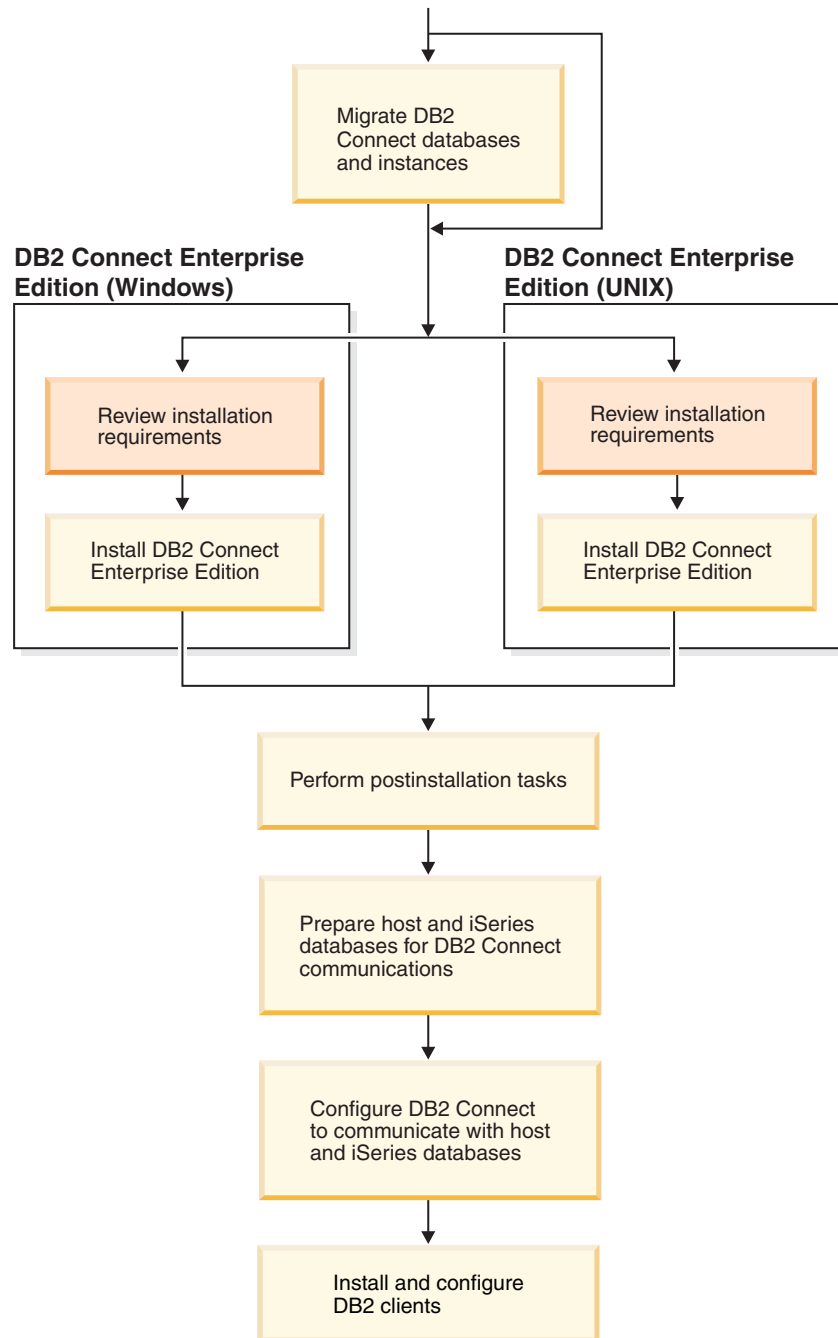 Migrate DB2
Connect databases
and instances
DB2 Connect Enterprise
Edition (Windows)
DB2 Connect Enterprise
Edition (UNIX)
Review installation
requirements
Review installation
requirements
Install DB2 Connect
Enterprise Edition
Install DB2 Connect
Enterprise Edition
Perform postinstallation tasks
Prepare host and iSeries
databases for DB2 Connect
communications
Configure DB2 Connect
to communicate with host
and iSeries databases
Install and configure
DB2 clients